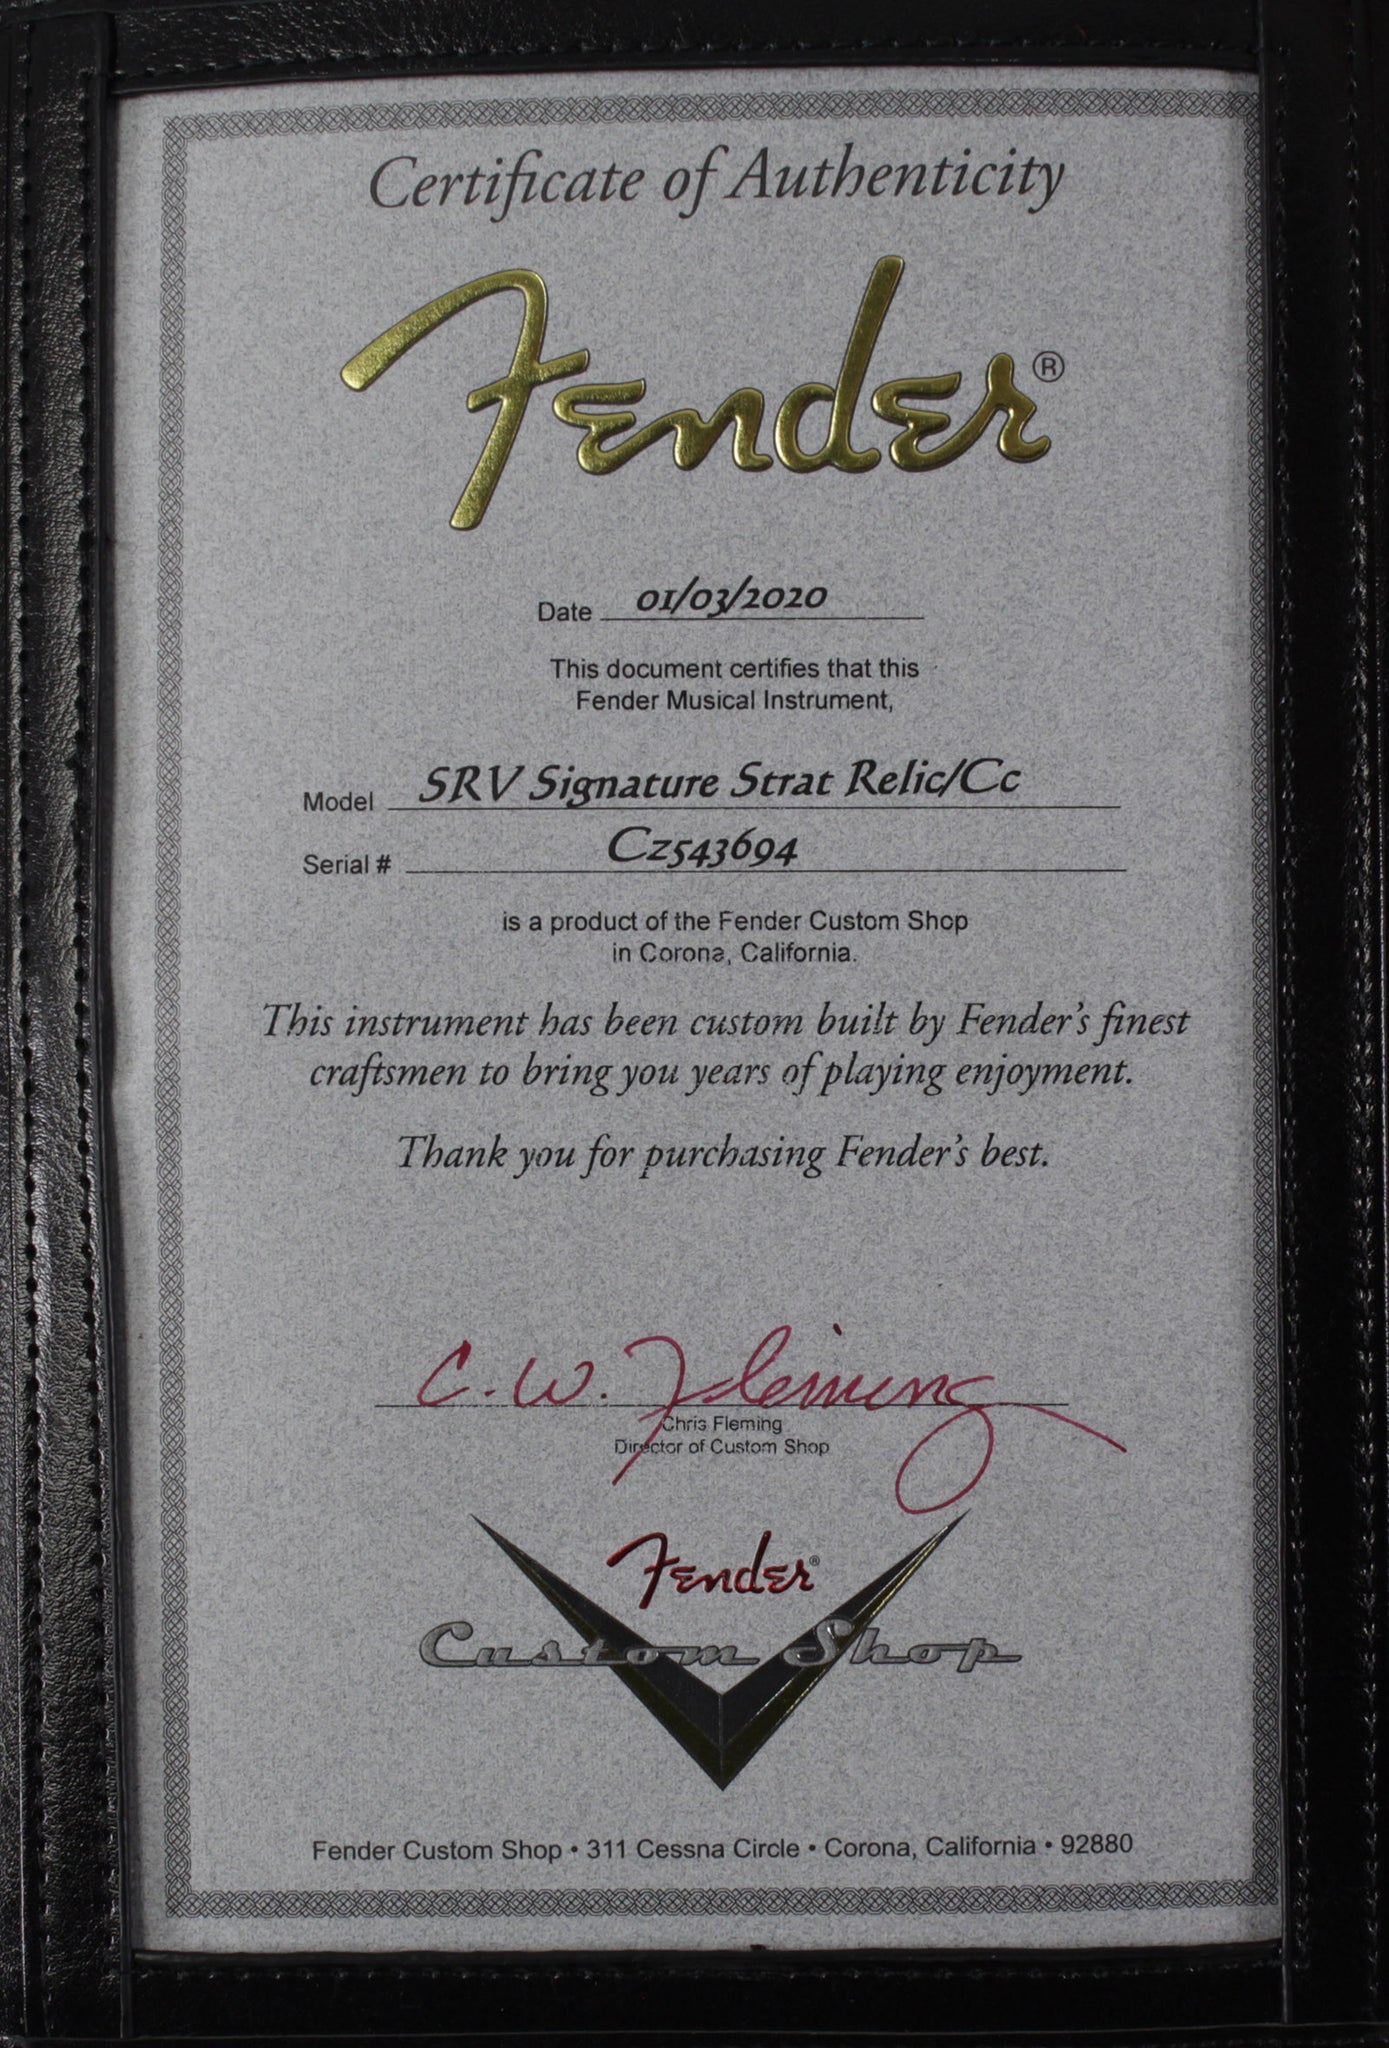 Certificate of Authenticity
Fender®
Date 01/03/2020
This document certifies that this
Fender Musical Instrument,
Model SRV Signature Strat Relic/Cc
Serial # Cz543694
is a product of the Fender Custom Shop
in Corona, California.
This instrument has been custom built by Fender's finest
craftsmen to bring you years of playing enjoyment.
Thank you for purchasing Fender's best.
C. W. Fleming
Chris Fleming
Director of Custom Shop
Fender®
Custom Shop
Fender Custom Shop • 311 Cessna Circle • Corona, California • 92880